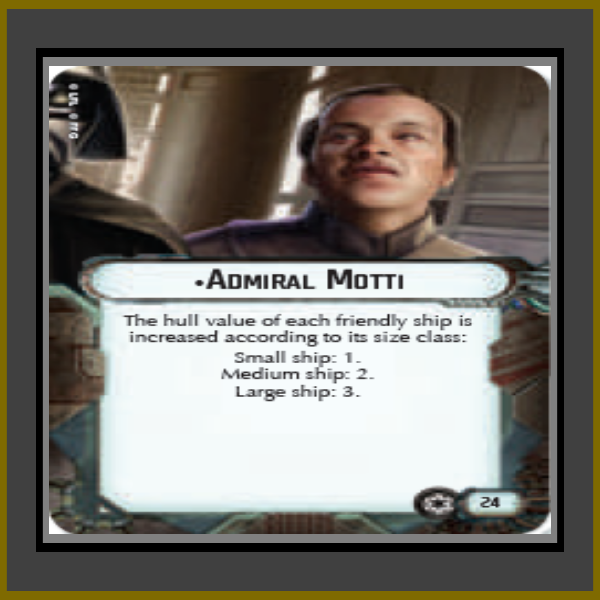 •Admiral Motti
The hull value of each friendly ship is
increased according to its size class:
Small ship: 1.
Medium ship: 2.
Large ship: 3.
24